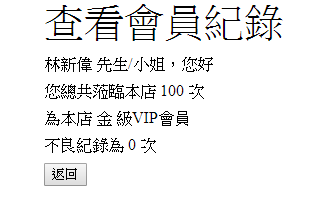 查看會員紀錄
林新偉 先生/小姐，您好
您總共蒞臨本店 100 次
為本店 金 級VIP會員
不良紀錄為 0 次
返回